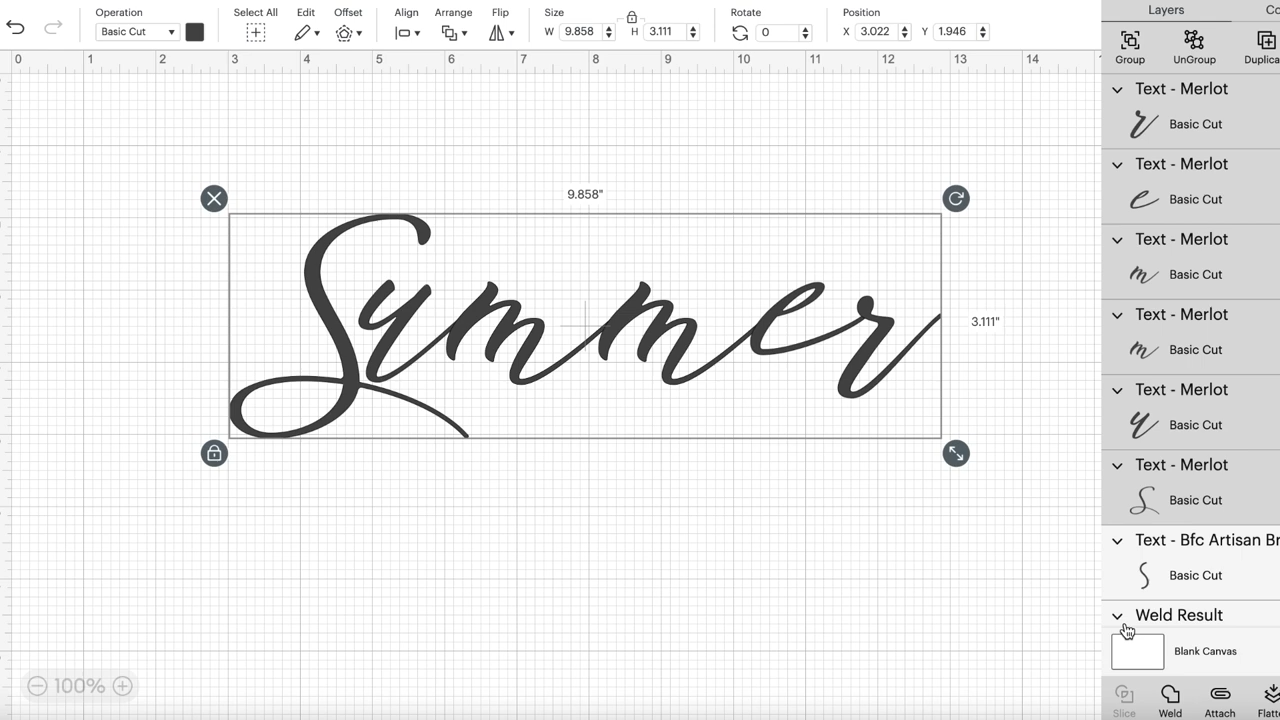 Operation
Select All
Edit
Offset
Align
Arrange
Flip
Size
Rotate
Position
Basic Cut
W 9.858
H 3.111
0
X 3.022
Y 1.946
0 1 2 3 4 5 6 7 8 9 10 11 12 13 14
9.858"
Summer
3.111"
100%
Layers
Group
UnGroup
Text - Merlot
Basic Cut
Text - Merlot
Basic Cut
Text - Merlot
Basic Cut
Text - Merlot
Basic Cut
Text - Merlot
Basic Cut
Text - Merlot
Basic Cut
Text - Bfc Artisan Br
Basic Cut
Weld Result
Blank Canvas
Slice
Weld
Attach